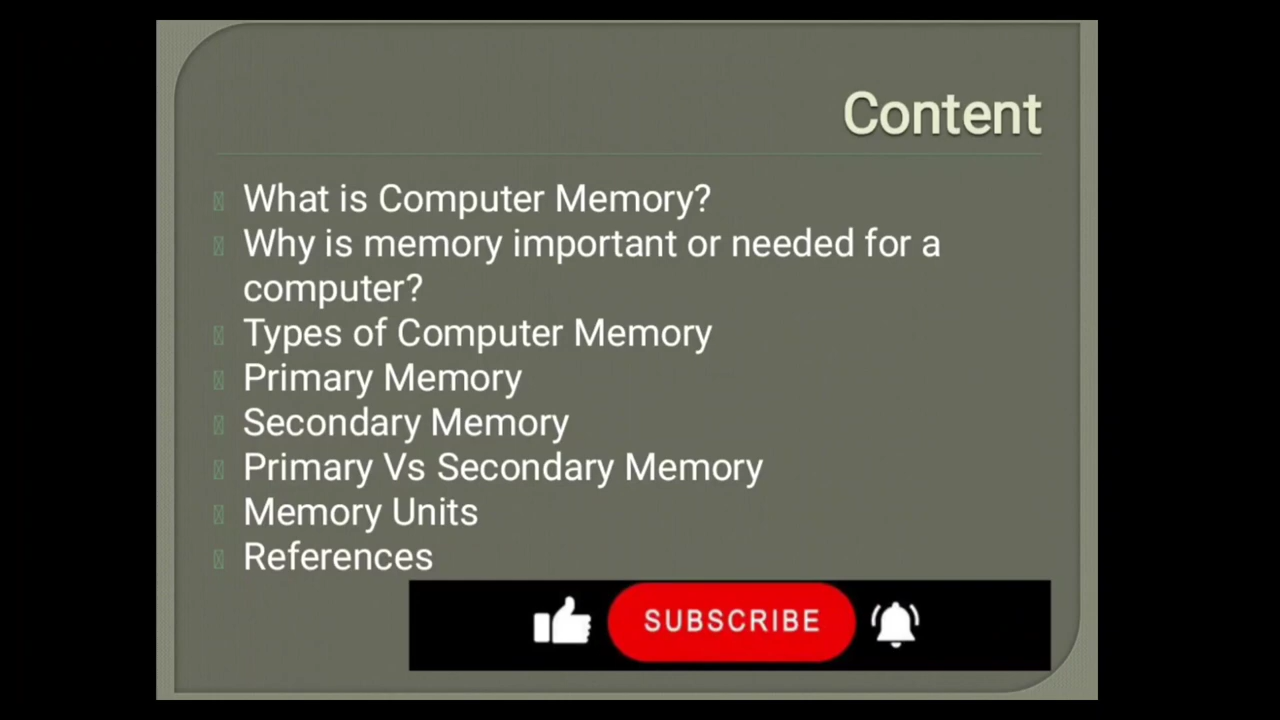 Content
What is Computer Memory?
Why is memory important or needed for a
computer?
Types of Computer Memory
Primary Memory
Secondary Memory
Primary Vs Secondary Memory
Memory Units
References
SUBSCRIBE